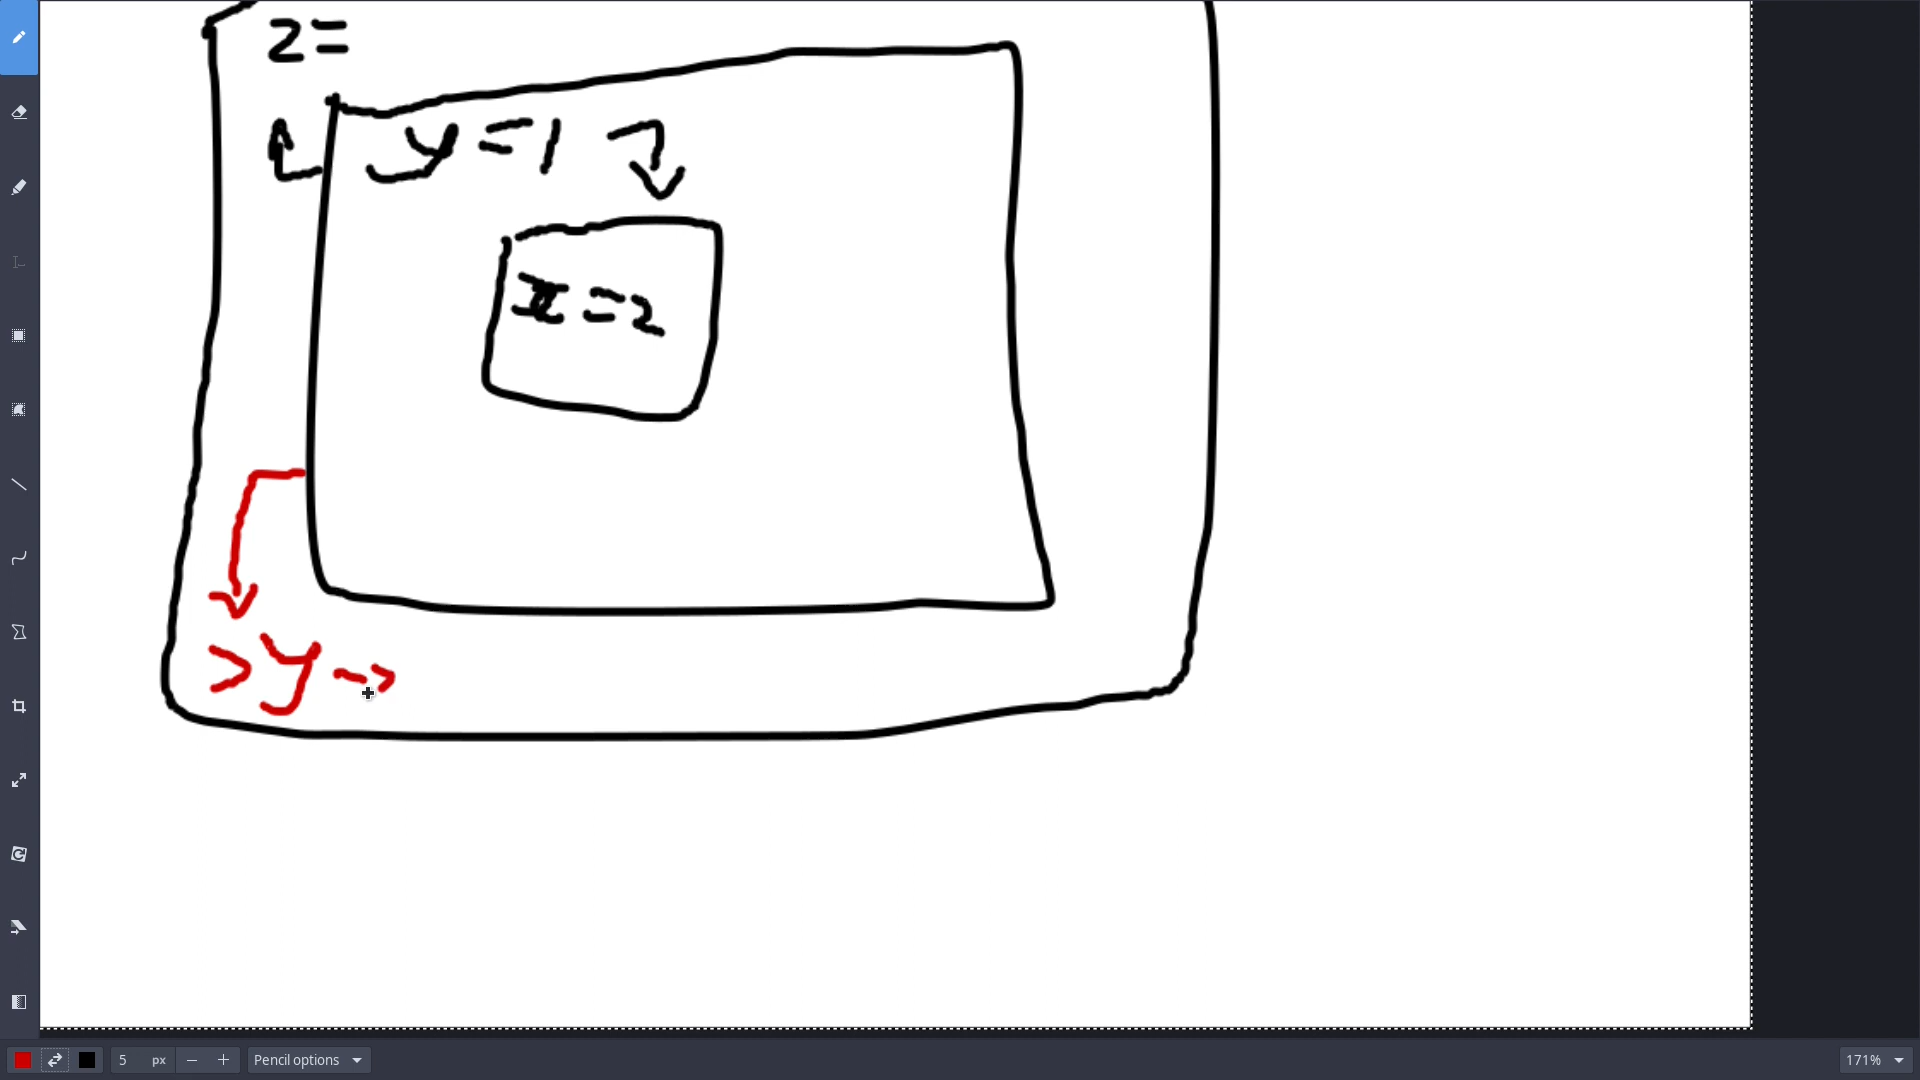 z=
y=1
x=2
>y→
5 px − + Pencil options 171%